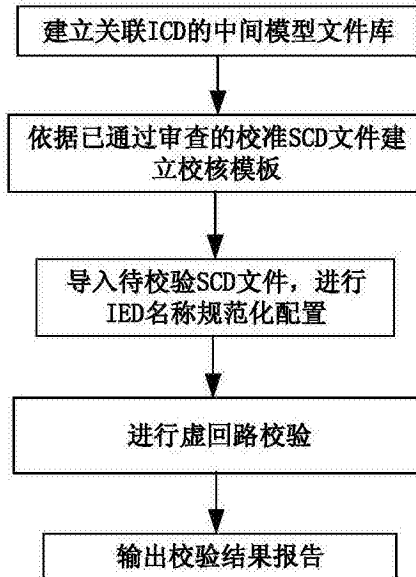 建立关联ICD的中间模型文件库
依据已通过审查的校准SCD文件建
立校核模板
导入待校验SCD文件，进行
IED名称规范化配置
进行虚回路校验
输出校验结果报告